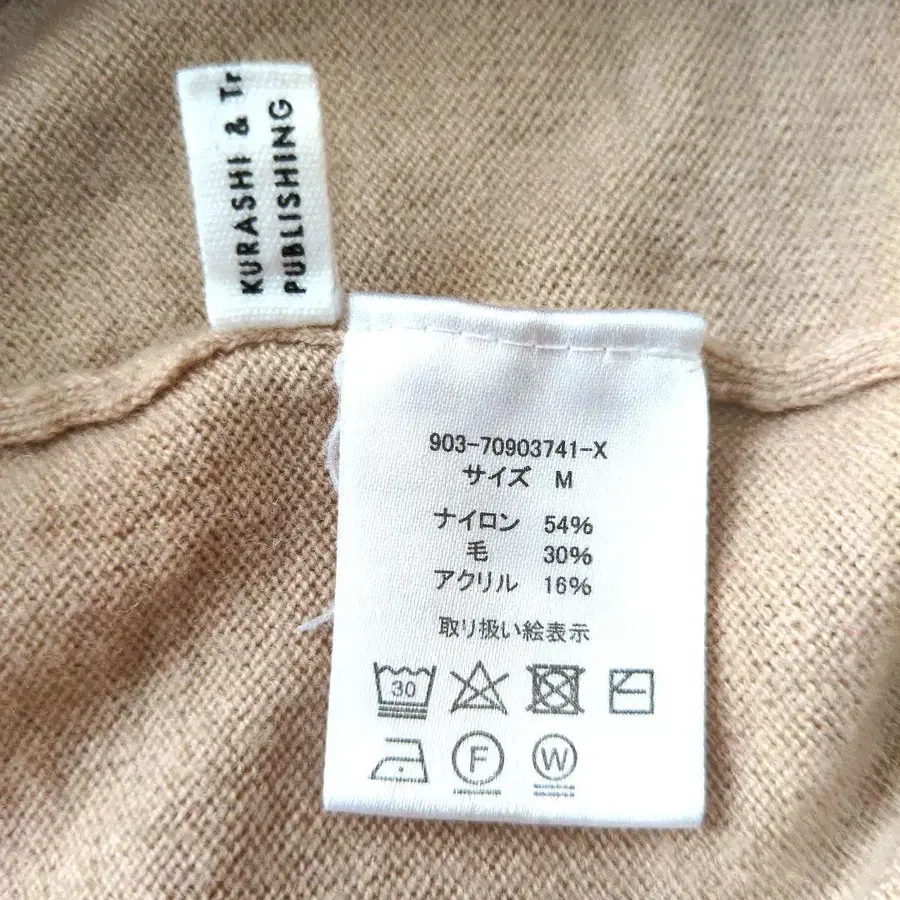 KURASHI & Tr
PUBLISHING
903-70903741-X
サイズ M
ナイロン 54%
毛 30%
アクリル 16%
取り扱い絵表示
30
F W